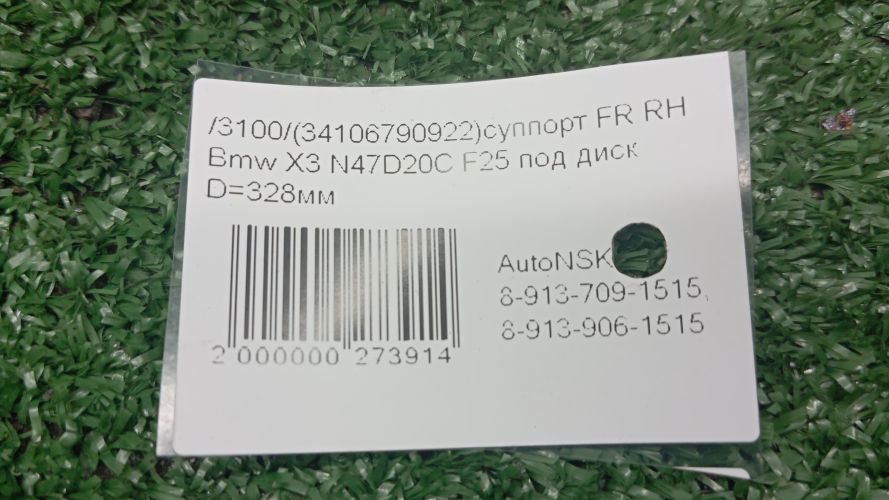 /3100/(34106790922)суппорт FR RH
Bmw X3 N47D20C F25 под диск
D=328мм
AutoNSK
8-913-709-1515,
8-913-906-1515
2 000000 273914